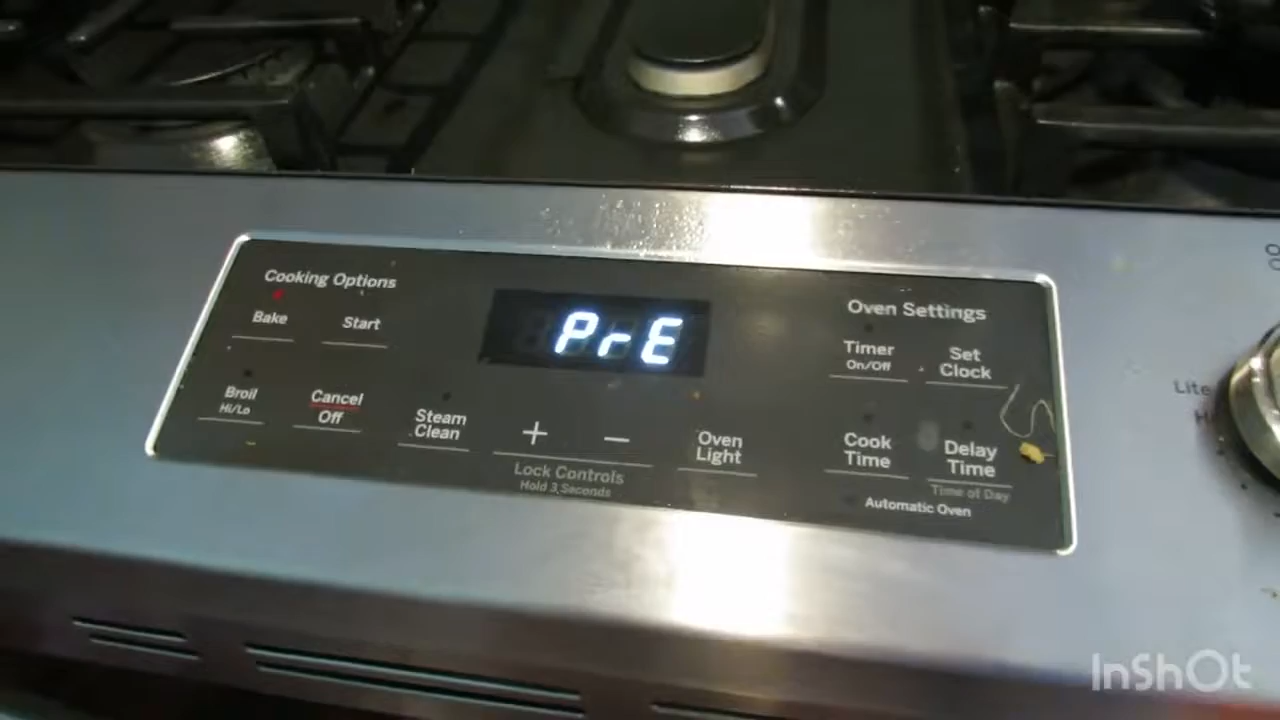 Cooking Options
Bake
Start
Broil
Hi/Lo
Cancel
Off
Steam
Clean
PrE
+
−
Lock Controls
Hold 3 Seconds
Oven
Light
Oven Settings
Timer
On/Off
Set
Clock
Cook
Time
Delay
Time
Time of Day
Automatic Oven
Lite
InShOt